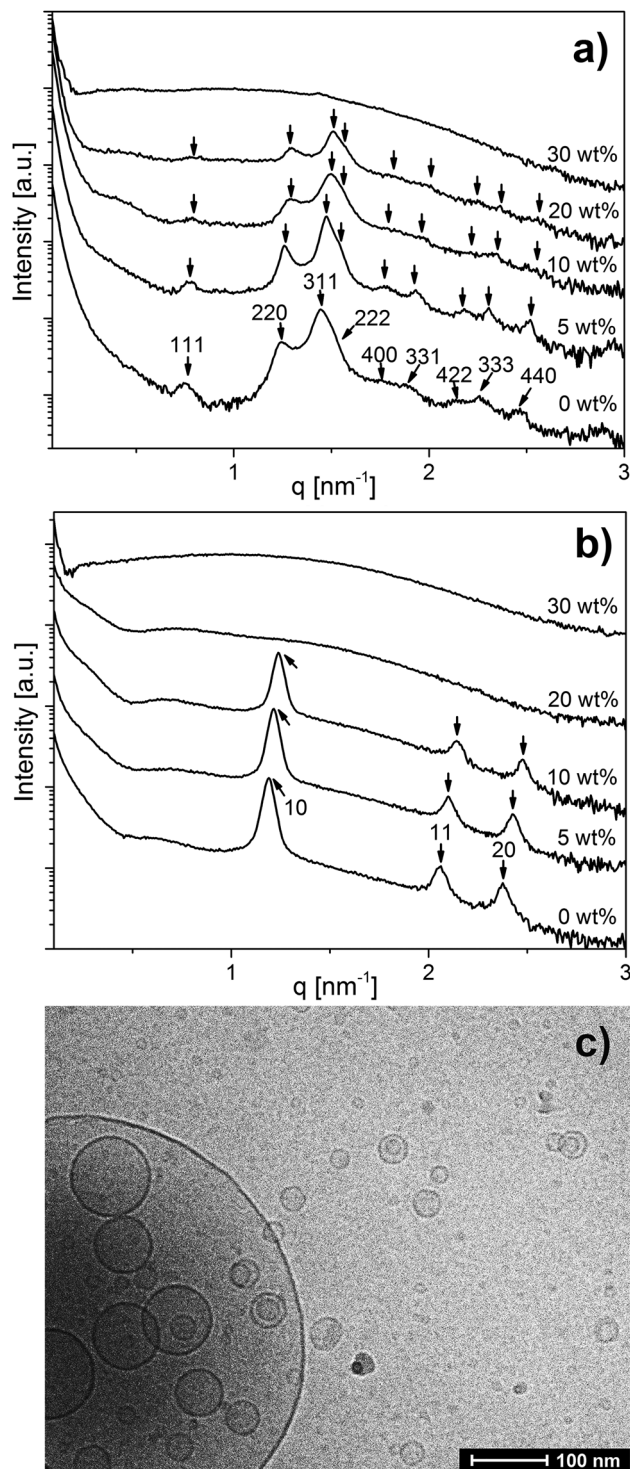 a)
Intensity [a.u.]
30 wt%
20 wt%
10 wt%
5 wt%
311
220
222
111
400
331
422
333
440
0 wt%
1
2
3
q [nm⁻¹]
b)
Intensity [a.u.]
30 wt%
20 wt%
10 wt%
10
11
5 wt%
20
0 wt%
1
2
3
q [nm⁻¹]
c)
100 nm